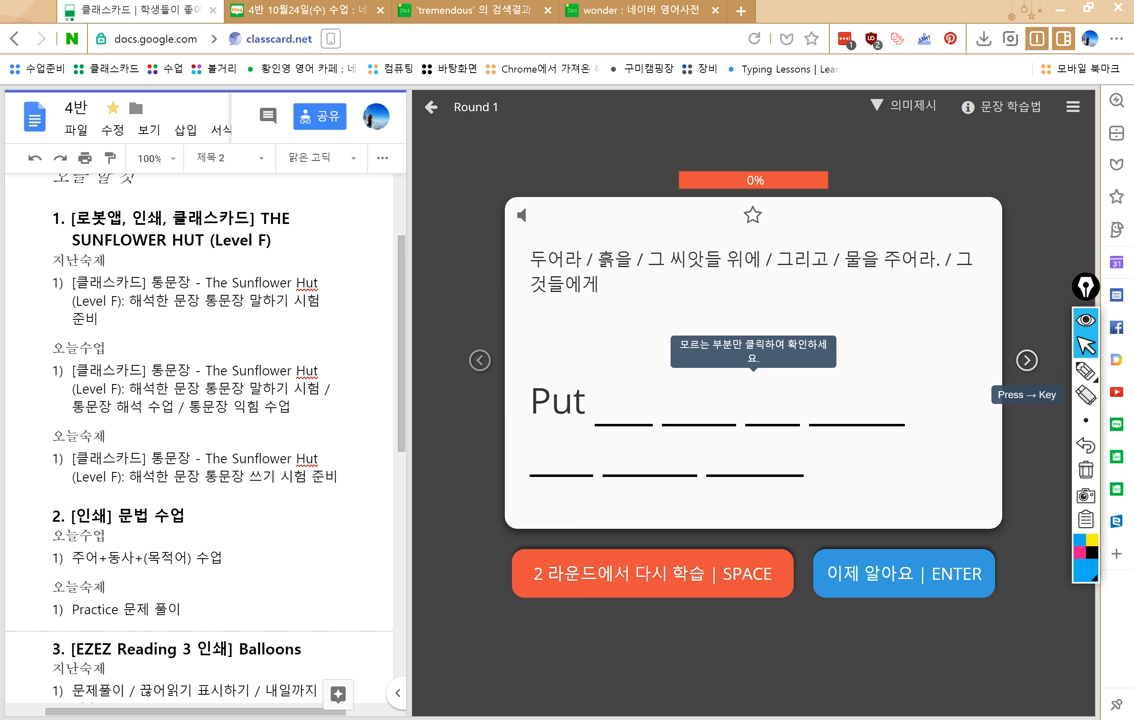 클래스카드 | 학생들이 좋아
4반 10월24일(수) 수업 : 네
'tremendous' 의 검색결과
wonder : 네이버 영어사전
docs.google.com
classcard.net
수업준비
클래스카드
수업
볼거리
황인영 영어 카페 : 네
컴퓨팅
바탕화면
Chrome에서 가져온
구미캠핑장
장비
Typing Lessons | Lear
모바일 북마크
4반
파일 수정 보기 삽입 서식
공유
100% 제목 2 맑은 고딕
오늘 할 것
1. [로봇앱, 인쇄, 클래스카드] THE
SUNFLOWER HUT (Level F)
지난숙제
1) [클래스카드] 통문장 - The Sunflower Hut
(Level F): 해석한 문장 통문장 말하기 시험
준비
오늘수업
1) [클래스카드] 통문장 - The Sunflower Hut
(Level F): 해석한 문장 통문장 말하기 시험 /
통문장 해석 수업 / 통문장 익힘 수업
오늘숙제
1) [클래스카드] 통문장 - The Sunflower Hut
(Level F): 해석한 문장 통문장 쓰기 시험 준비
2. [인쇄] 문법 수업
오늘수업
1) 주어+동사+(목적어) 수업
오늘숙제
1) Practice 문제 풀이
3. [EZEZ Reading 3 인쇄] Balloons
지난숙제
1) 문제풀이 / 끊어읽기 표시하기 / 내일까지
Round 1
의미제시
문장 학습법
0%
두어라 / 흙을 / 그 씨앗들 위에 / 그리고 / 물을 주어라. / 그
것들에게
모르는 부분만 클릭하여 확인하세
요.
Put
Press → Key
2 라운드에서 다시 학습 | SPACE
이제 알아요 | ENTER